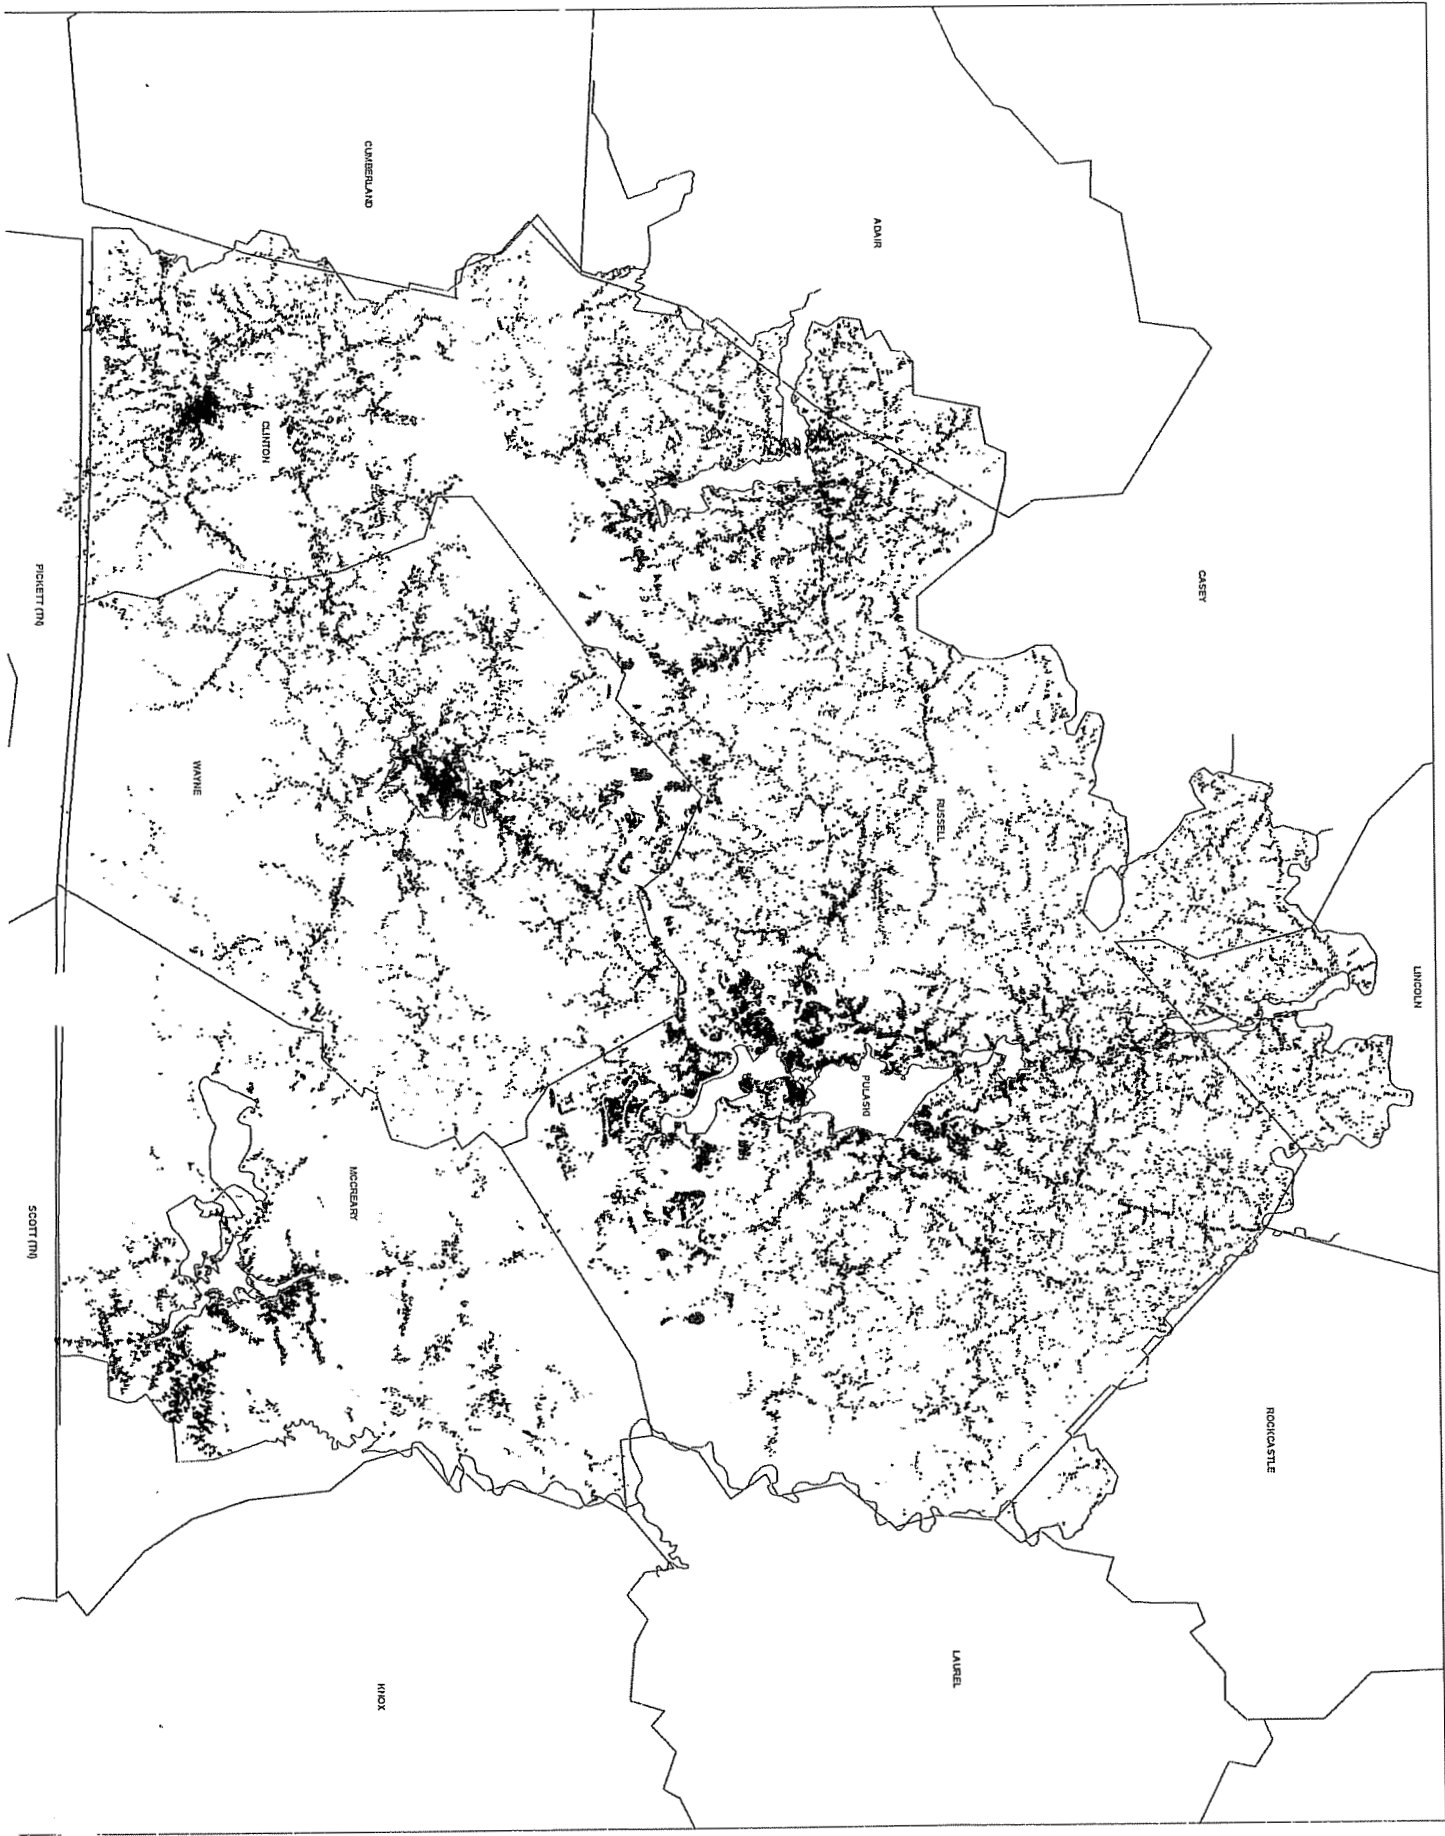 LINCOLN
ROCKCASTLE
CASEY
LAUREL
RUSSELL
ADAIR
PULASKI
KNOX
CUMBERLAND
MCCREARY
CLINTON
WAYNE
PICKETT (TN)
SCOTT (TN)